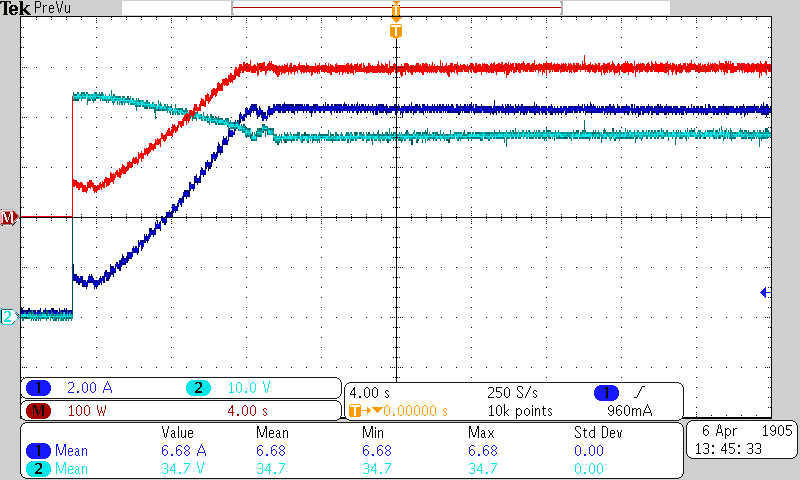 Tek PreVu
T
T
M
2
1 2.00 A 2 10.0 V
M 100 W 4.00 s
4.00 s 250 S/s 1
T→▼0.00000 s 10k points 960mA
Value Mean Min Max Std Dev
1 Mean 6.68 A 6.68 6.68 6.68 0.00
2 Mean 34.7 V 34.7 34.7 34.7 0.00
6 Apr 1905
13:45:33